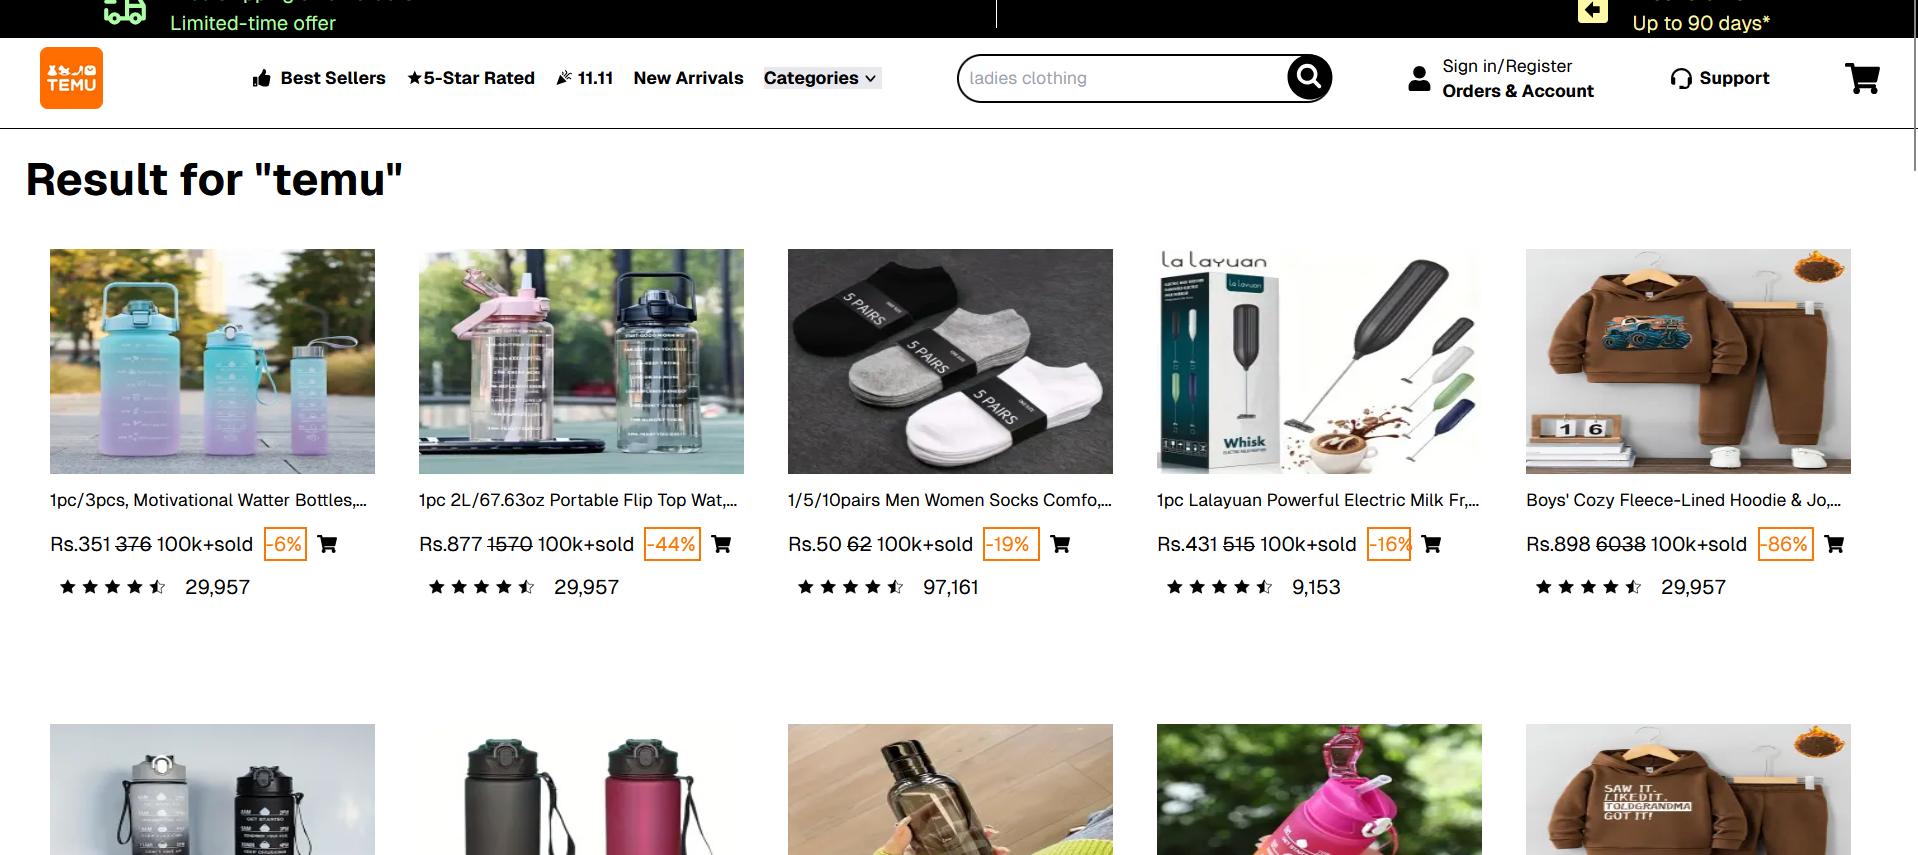 Limited-time offer
Up to 90 days*
TEMU
Best Sellers
5-Star Rated
11.11
New Arrivals
Categories
ladies clothing
Sign in/Register
Orders & Account
Support
Result for "temu"
5 PAIRS
5 PAIRS
5 PAIRS
La Layuan
La Layuan
Whisk
1 6
1pc/3pcs, Motivational Watter Bottles,...
1pc 2L/67.63oz Portable Flip Top Wat,...
1/5/10pairs Men Women Socks Comfo,...
1pc Lalayuan Powerful Electric Milk Fr,...
Boys' Cozy Fleece-Lined Hoodie & Jo,...
Rs.351 376 100k+sold -6%
Rs.877 1570 100k+sold -44%
Rs.50 62 100k+sold -19%
Rs.431 515 100k+sold -16%
Rs.898 6038 100k+sold -86%
29,957
29,957
97,161
9,153
29,957
SAW IT.
LIKEDIT.
TOLDGRANDMA
GOT IT!